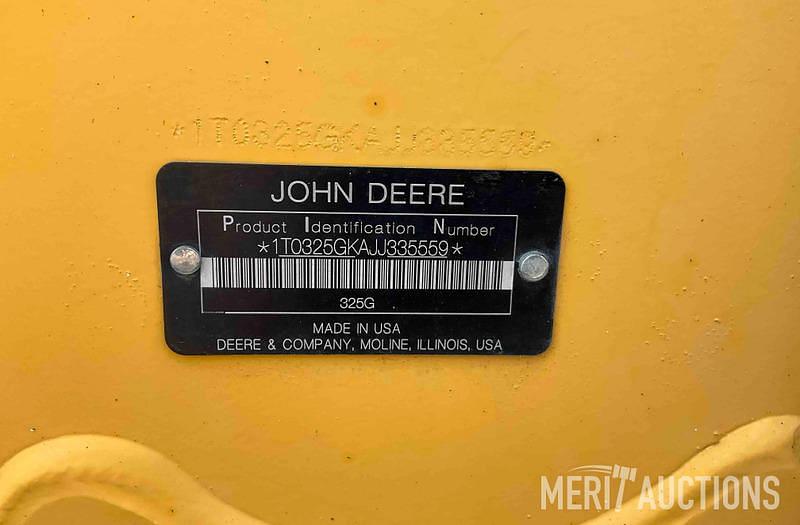 JOHN DEERE
Product Identification Number
*1T0325GKAJJ335559*
325G
MADE IN USA
DEERE & COMPANY, MOLINE, ILLINOIS, USA
MERIT AUCTIONS